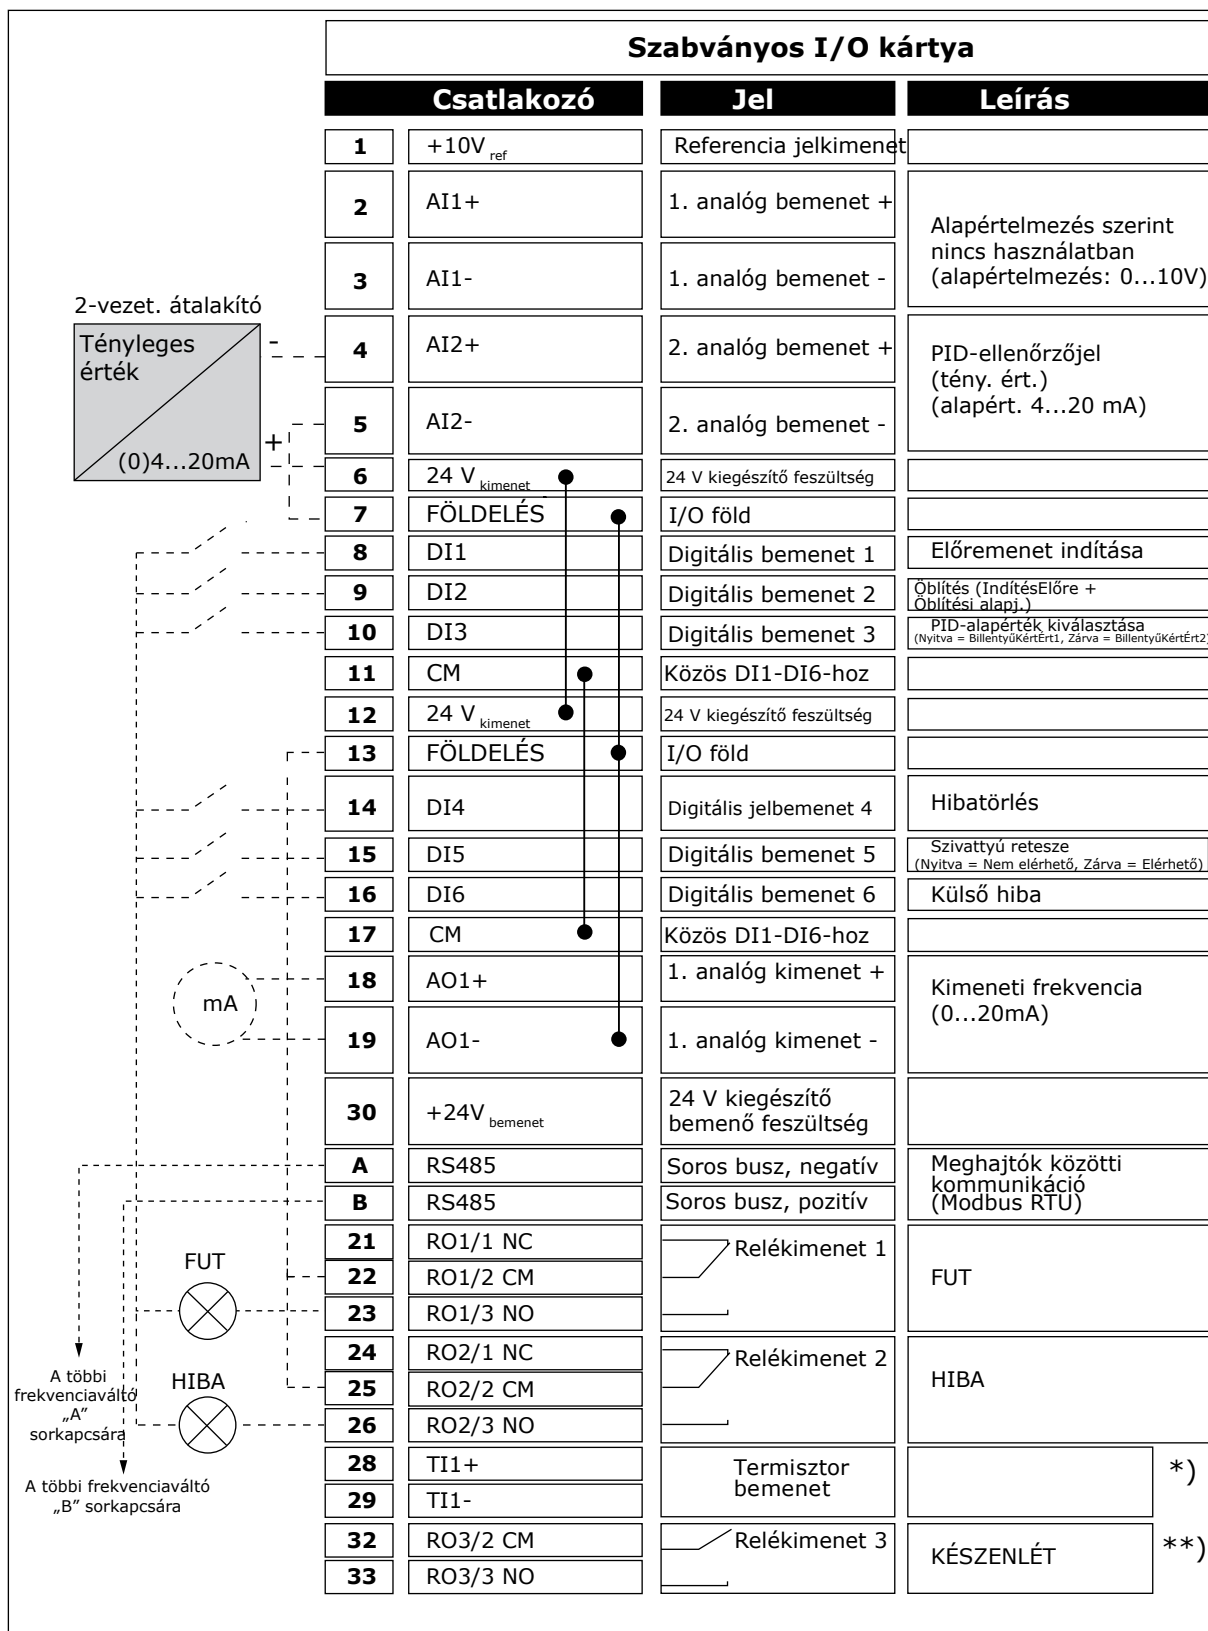 Szabványos I/O kártya
Csatlakozó Jel Leírás
1 +10V ref Referencia jelkimenet
2 AI1+ 1. analóg bemenet +
Alapértelmezés szerint
nincs használatban
(alapértelmezés: 0...10V)
3 AI1- 1. analóg bemenet -
2-vezet. átalakító
Tényleges
érték
-
+
(0)4...20mA
4 AI2+ 2. analóg bemenet +
PID-ellenőrzőjel
(tény. ért.)
(alapért. 4...20 mA)
5 AI2- 2. analóg bemenet -
6 24 V kimenet 24 V kiegészítő feszültség
7 FÖLDELÉS I/O föld
8 DI1 Digitális bemenet 1 Előremenet indítása
9 DI2 Digitális bemenet 2 Öblítés (IndításElőre +
Öblítési alapj.)
10 DI3 Digitális bemenet 3 PID-alapérték kiválasztása
(Nyitva = BillentyűKértÉrt1, Zárva = BillentyűKértÉrt2)
11 CM Közös DI1-DI6-hoz
12 24 V kimenet 24 V kiegészítő feszültség
13 FÖLDELÉS I/O föld
14 DI4 Digitális jelbemenet 4 Hibatörlés
15 DI5 Digitális bemenet 5 Szivattyú retesze
(Nyitva = Nem elérhető, Zárva = Elérhető)
16 DI6 Digitális bemenet 6 Külső hiba
17 CM Közös DI1-DI6-hoz
18 AO1+ 1. analóg kimenet +
Kimeneti frekvencia
(0...20mA)
mA
19 AO1- 1. analóg kimenet -
30 +24V bemenet 24 V kiegészítő
bemenő feszültség
A RS485 Soros busz, negatív
Meghajtók közötti
kommunikáció
(Modbus RTU)
B RS485 Soros busz, pozitív
21 RO1/1 NC Relékimenet 1
22 RO1/2 CM FUT
23 RO1/3 NO
FUT
24 RO2/1 NC Relékimenet 2
25 RO2/2 CM HIBA
26 RO2/3 NO
HIBA
A többi
frekvenciaváltó
„A”
sorkapcsára
A többi frekvenciaváltó
„B” sorkapcsára
28 TI1+ Termisztor
bemenet
*)
29 TI1-
32 RO3/2 CM Relékimenet 3
KÉSZENLÉT **)
33 RO3/3 NO